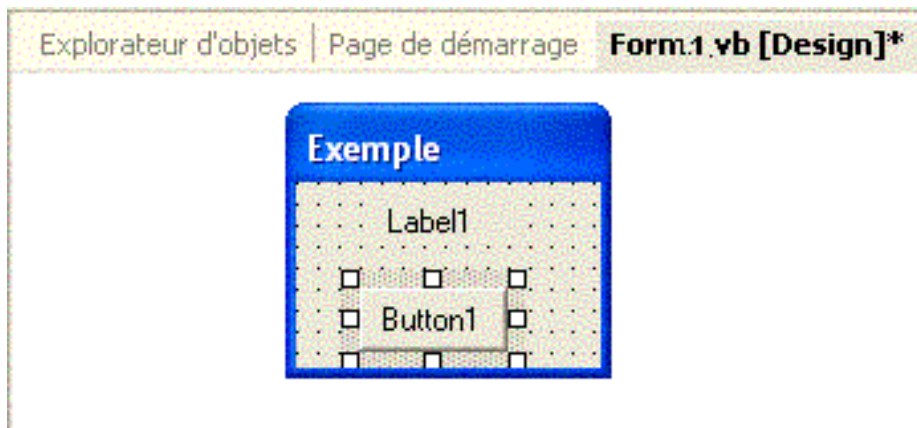 Explorateur d'objets | Page de démarrage Form1.vb [Design]*
Exemple
Label1
Button1